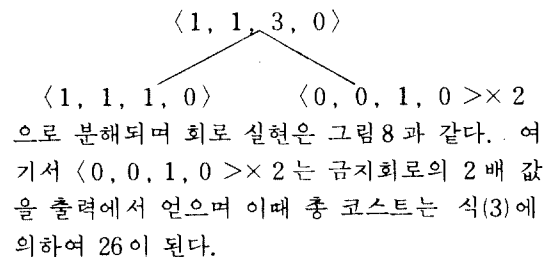 〈1, 1, 3, 0〉
〈1, 1, 1, 0〉 〈0, 0, 1, 0 >× 2
으로 분해되며 회로 실현은 그림 8 과 같다. 여
기서 〈0, 0, 1, 0 >× 2 는 금지회로의 2 배 값
을 출력에서 얻으며 이때 총 코스트는 식(3)에
의하여 26 이 된다.